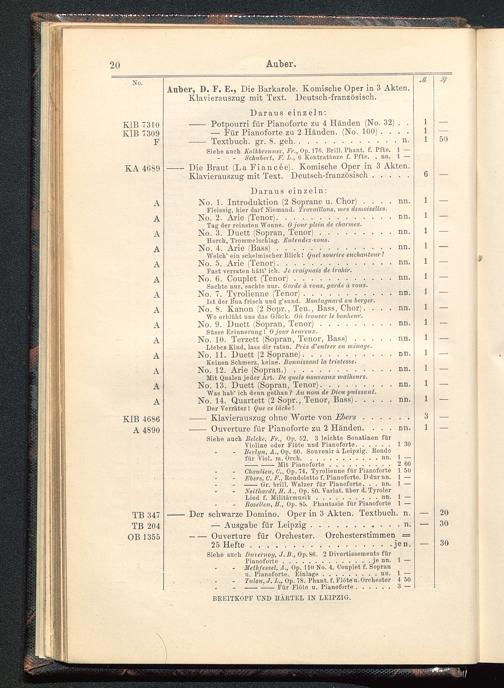 20 Auber.
No. ℳ ₰
Auber, D. F. E., Die Barkarole. Komische Oper in 3 Akten.
Klavierauszug mit Text. Deutsch-französisch.
Daraus einzeln:
KlB 7310 — Potpourri für Pianoforte zu 4 Händen (No. 32) . . 1 —
KlB 7309 — Für Pianoforte zu 2 Händen. (No. 100) . . . . 1 —
F — Textbuch. gr. 8. geh. . . . . . . . . . . . . n. 1 50
Siehe auch Kalkbrenner, Fr., Op. 176. Brill. Phant. f. Pfte. 1 —
- - Schubert, F. L., 6 Kontratänze f. Pfte. . nn. 1 —
KA 4689 — Die Braut (La Fiancée). Komische Oper in 3 Akten.
Klavierauszug mit Text. Deutsch-französisch . . . . . 6 —
Daraus einzeln:
A No. 1. Introduktion (2 Soprane u. Chor) . . . . . nn. 1 —
Fleissig, hier darf Niemand. Travaillons, mes demoiselles.
A No. 2. Arie (Tenor). . . . . . . . . . . . . nn. 1 —
Tag der reinsten Wonne. O jour plein de charmes.
A No. 3. Duett (Sopran, Tenor) . . . . . . . . nn. 1 —
Horch, Trommelschlag. Entendez-vous.
A No. 4. Arie (Bass) . . . . . . . . . . . . . nn. 1 —
Welch' ein schelmischer Blick! Quel sourire enchanteur!
A No. 5. Arie (Tenor). . . . . . . . . . . . . nn. 1 —
Fast verraten hätt' ich. Je craignais de trahir.
A No. 6. Couplet (Tenor) . . . . . . . . . . . nn. 1 —
Sachte nur, sachte nur. Garde à vous, garde à vous.
A No. 7. Tyrolienne (Tenor) . . . . . . . . . . nn. 1 —
Ist der Bua frisch und g'sund. Montagnard ou berger.
A No. 8. Kanon (2 Sopr., Ten., Bass, Chor) . . . . nn. 1 —
Wo erblüht uns das Glück. Où trouver le bonheur.
A No. 9. Duett (Sopran, Tenor) . . . . . . . . nn. 1 —
Süsse Erinnerung! O jour heureux.
A No. 10. Terzett (Sopran, Tenor, Bass) . . . . . nn. 1 —
Liebes Kind, lass dir raten. Près d'entrer en ménage.
A No. 11. Duett (2 Soprane) . . . . . . . . . . nn. 1 —
Keinen Schmerz, keine. Bannissons la tristesse.
A No. 12. Arie (Sopran.) . . . . . . . . . . . nn. 1 —
Mit Qualen jeder Art. De quels nouveaux malheurs.
A No. 13. Duett (Sopran, Tenor). . . . . . . . . nn. 1 —
Was hab' ich denn gethan? Au nom de Dieu puissant.
A No. 14. Quartett (2 Sopr., Tenor, Bass) . . . . . nn. 1 —
Der Verräter! Que ce lâche!
KlB 4686 — Klavierauszug ohne Worte von Ebers . . . . . . 3 —
A 4890 — Ouverture für Pianoforte zu 2 Händen. . . . nn. 1 —
Siehe auch Belcke, Fr., Op. 52. 3 leichte Sonatinen für
Violine oder Flöte und Pianoforte . . . . . 1 30
- - Berlyn, A., Op. 60. Souvenir à Leipzig. Rondo
für Viol. m. Orch. . . . . . . . . . nn. 1 —
— — Mit Pianoforte . . . . . . . . . 2 60
- - Chaulieu, C., Op. 74. Tyrolienne für Pianoforte 1 50
- - Ebers, C. F., Rondoletto f. Pianoforte. D dur nn. 1 —
— — Gr. brill. Walzer für Pianoforte . . nn. 1 —
- - Neithardt, H. A., Op. 80. Variat. über d. Tyroler
Lied f. Militärmusik . . . . . . . . nn. 1 —
- - Rosellen, H., Op. 85. Phantasie für Pianoforte 1 —
TB 347 — Der schwarze Domino. Oper in 3 Akten. Textbuch. n. — 20
TB 204 — Ausgabe für Leipzig . . . . . . . . . . n. — 30
OB 1355 — — Ouverture für Orchester. Orchesterstimmen =
25 Hefte . . . . . . . . . . . . . . . . je n. — 30
Siehe auch Duvernoy, J. B., Op. 86. 2 Divertissements für
Pianoforte . . . . . . . . . . . . je nn. 1 —
- - Methfessel, A., Op. 110 No. 4. Couplet f. Sopran
u. Pianoforte. Einlage . . . . . . . nn. 1 —
- - Tulou, J. L., Op. 78. Phant. f. Flöte u. Orchester 4 50
— — Für Flöte u. Pianoforte . . . . . . . 3 —
BREITKOPF UND HÄRTEL IN LEIPZIG.